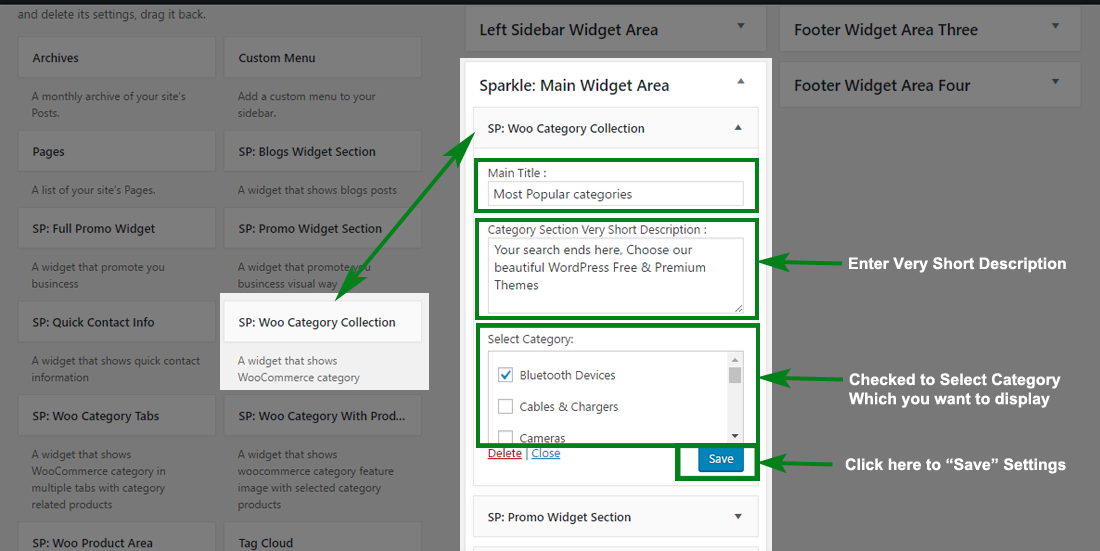 and delete its settings, drag it back.
Archives
Custom Menu
A monthly archive of your site's
Posts.
Add a custom menu to your
sidebar.
Pages
SP: Blogs Widget Section
A list of your site's Pages.
A widget that shows blogs posts
SP: Full Promo Widget
SP: Promo Widget Section
A widget that promote you
business
A widget that promote you
business visual way
SP: Quick Contact Info
SP: Woo Category Collection
A widget that shows quick contact
information
A widget that shows
WooCommerce category
SP: Woo Category Tabs
SP: Woo Category With Prod...
A widget that shows
WooCommerce category in
multiple tabs with category
related products
A widget that shows
woocommerce category feature
image with selected category
products
SP: Woo Product Area
Tag Cloud
Left Sidebar Widget Area
Sparkle: Main Widget Area
SP: Woo Category Collection
Main Title :
Most Popular categories
Category Section Very Short Description :
Your search ends here, Choose our
beautiful WordPress Free & Premium
Themes
Select Category:
Bluetooth Devices
Cables & Chargers
Cameras
Delete | Close
Save
SP: Promo Widget Section
Footer Widget Area Three
Footer Widget Area Four
Enter Very Short Description
Checked to Select Category
Which you want to display
Click here to “Save” Settings